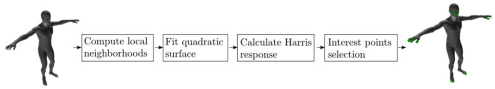 Compute local
neighborhoods
Fit quadratic
surface
Calculate Harris
response
Interest points
selection